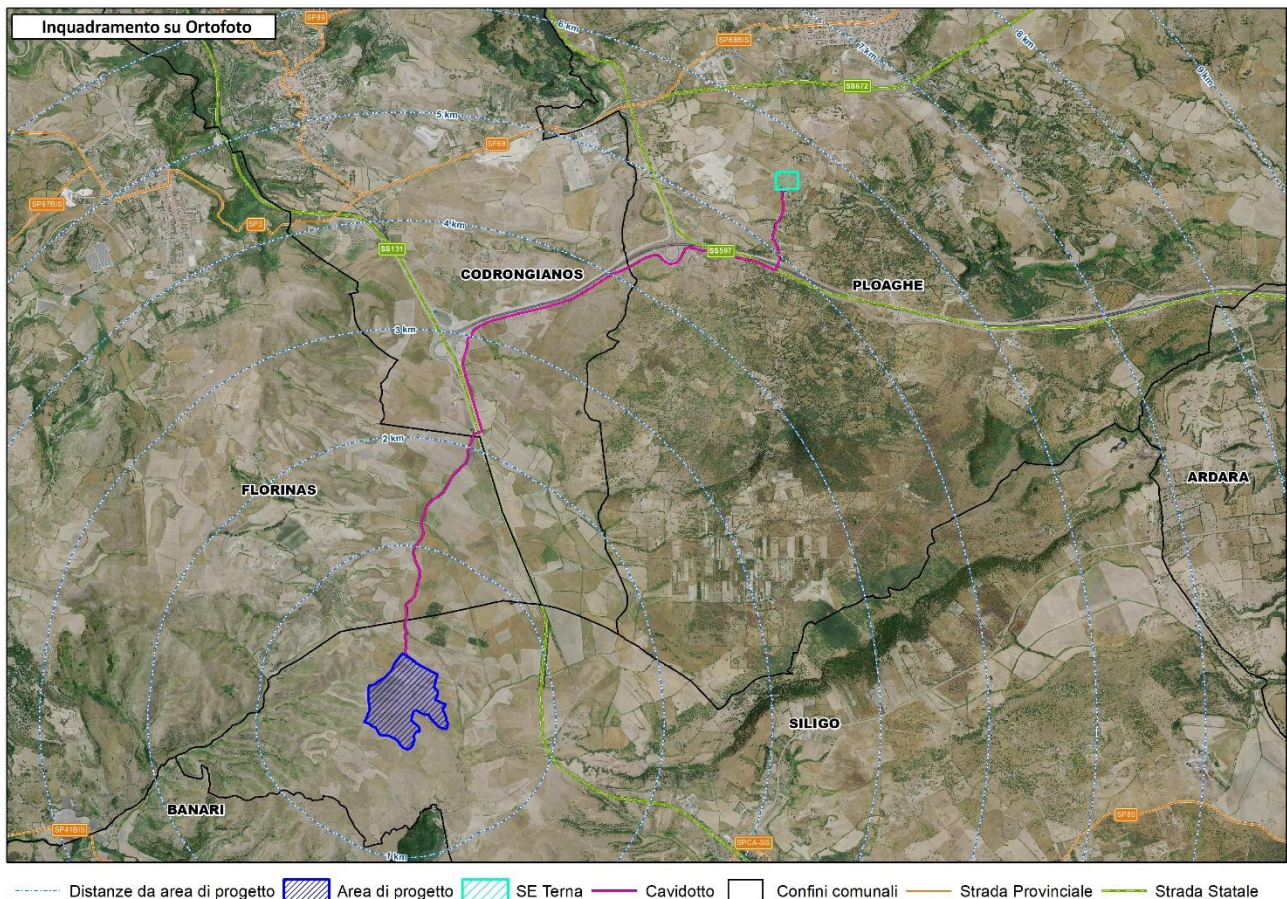 Inquadramento su Ortofoto
SP86
6 km
SP68BIS
7 km
8 km
9 km
SS672
5 km
SP68
SP97BIS
SP3
4 km
SS131
CODRONGIANOS
SS597
PLOAGHE
3 km
2 km
FLORINAS
ARDARA
SILIGO
BANARI
SP41BIS
1 km
SPCA-SS
SP80
Distanze da area di progetto Area di progetto SE Terna Cavidotto Confini comunali Strada Provinciale Strada Statale